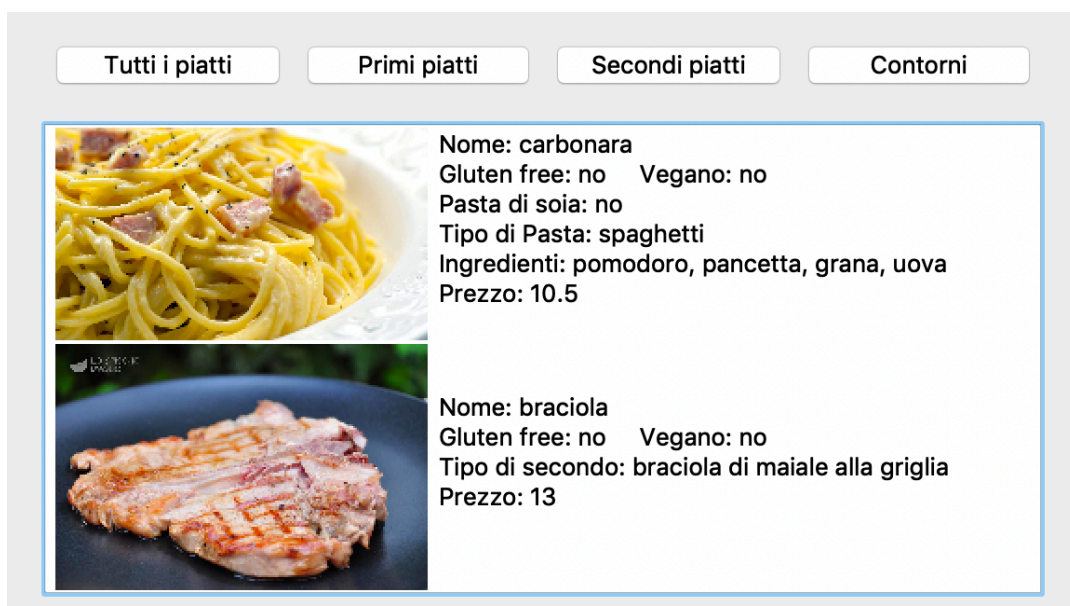 Tutti i piatti
Primi piatti
Secondi piatti
Contorni
Nome: carbonara
Gluten free: no Vegano: no
Pasta di soia: no
Tipo di Pasta: spaghetti
Ingredienti: pomodoro, pancetta, grana, uova
Prezzo: 10.5
Nome: braciola
Gluten free: no Vegano: no
Tipo di secondo: braciola di maiale alla griglia
Prezzo: 13